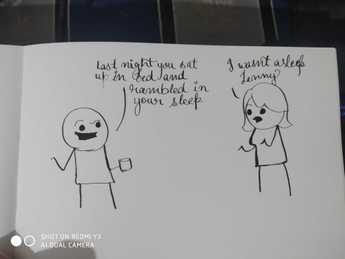 Last night you sat
up in bed and
rambled in
your sleep
I wasn't asleep
Jenny
SHOT ON REDMI Y3
AI DUAL CAMERA